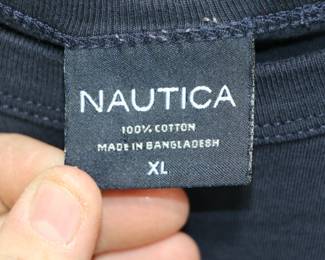 NAUTICA
100% COTTON
MADE IN BANGLADESH
XL